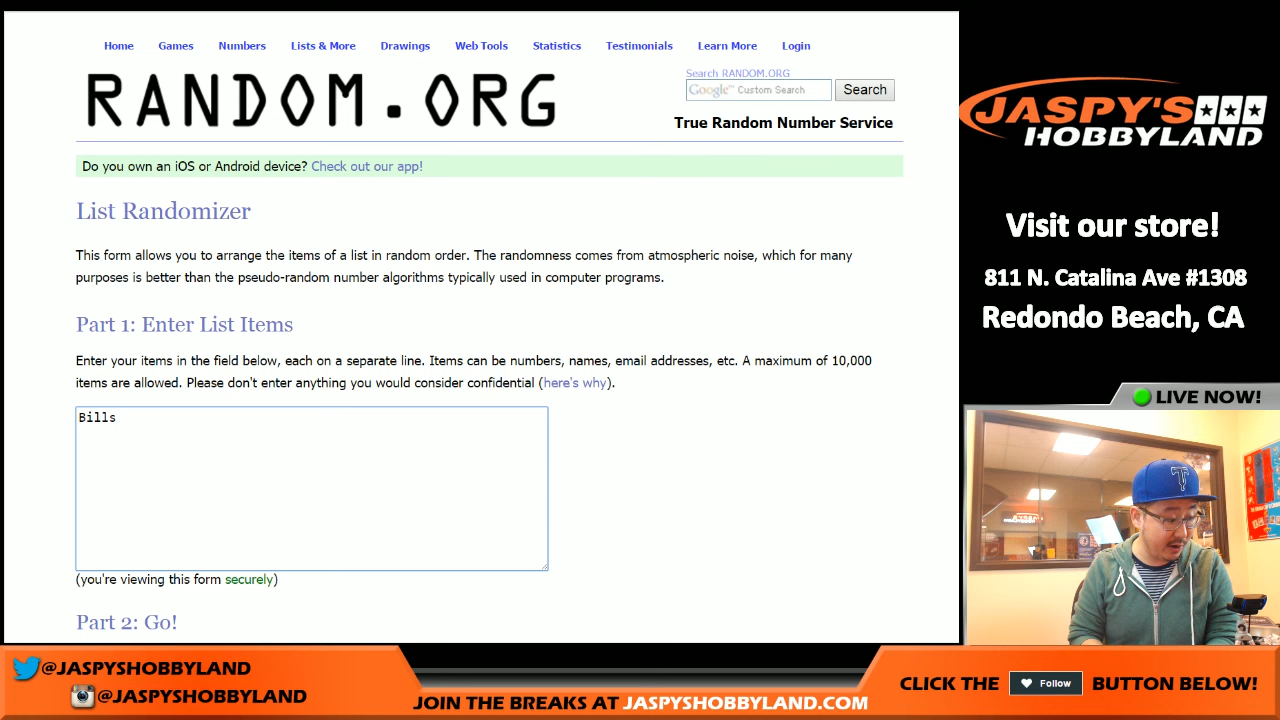 Home Games Numbers Lists & More Drawings Web Tools Statistics Testimonials Learn More Login
RANDOM.ORG
Search RANDOM.ORG
Google™ Custom Search Search
True Random Number Service
Do you own an iOS or Android device? Check out our app!
List Randomizer
This form allows you to arrange the items of a list in random order. The randomness comes from atmospheric noise, which for many
purposes is better than the pseudo-random number algorithms typically used in computer programs.
Part 1: Enter List Items
Enter your items in the field below, each on a separate line. Items can be numbers, names, email addresses, etc. A maximum of 10,000
items are allowed. Please don't enter anything you would consider confidential (here's why).
Bills
(you're viewing this form securely)
Part 2: Go!
JASPY'S
HOBBYLAND
Visit our store!
811 N. Catalina Ave #1308
Redondo Beach, CA
LIVE NOW!
@JASPYSHOBBYLAND
@JASPYSHOBBYLAND
JOIN THE BREAKS AT JASPYSHOBBYLAND.COM
CLICK THE Follow BUTTON BELOW!